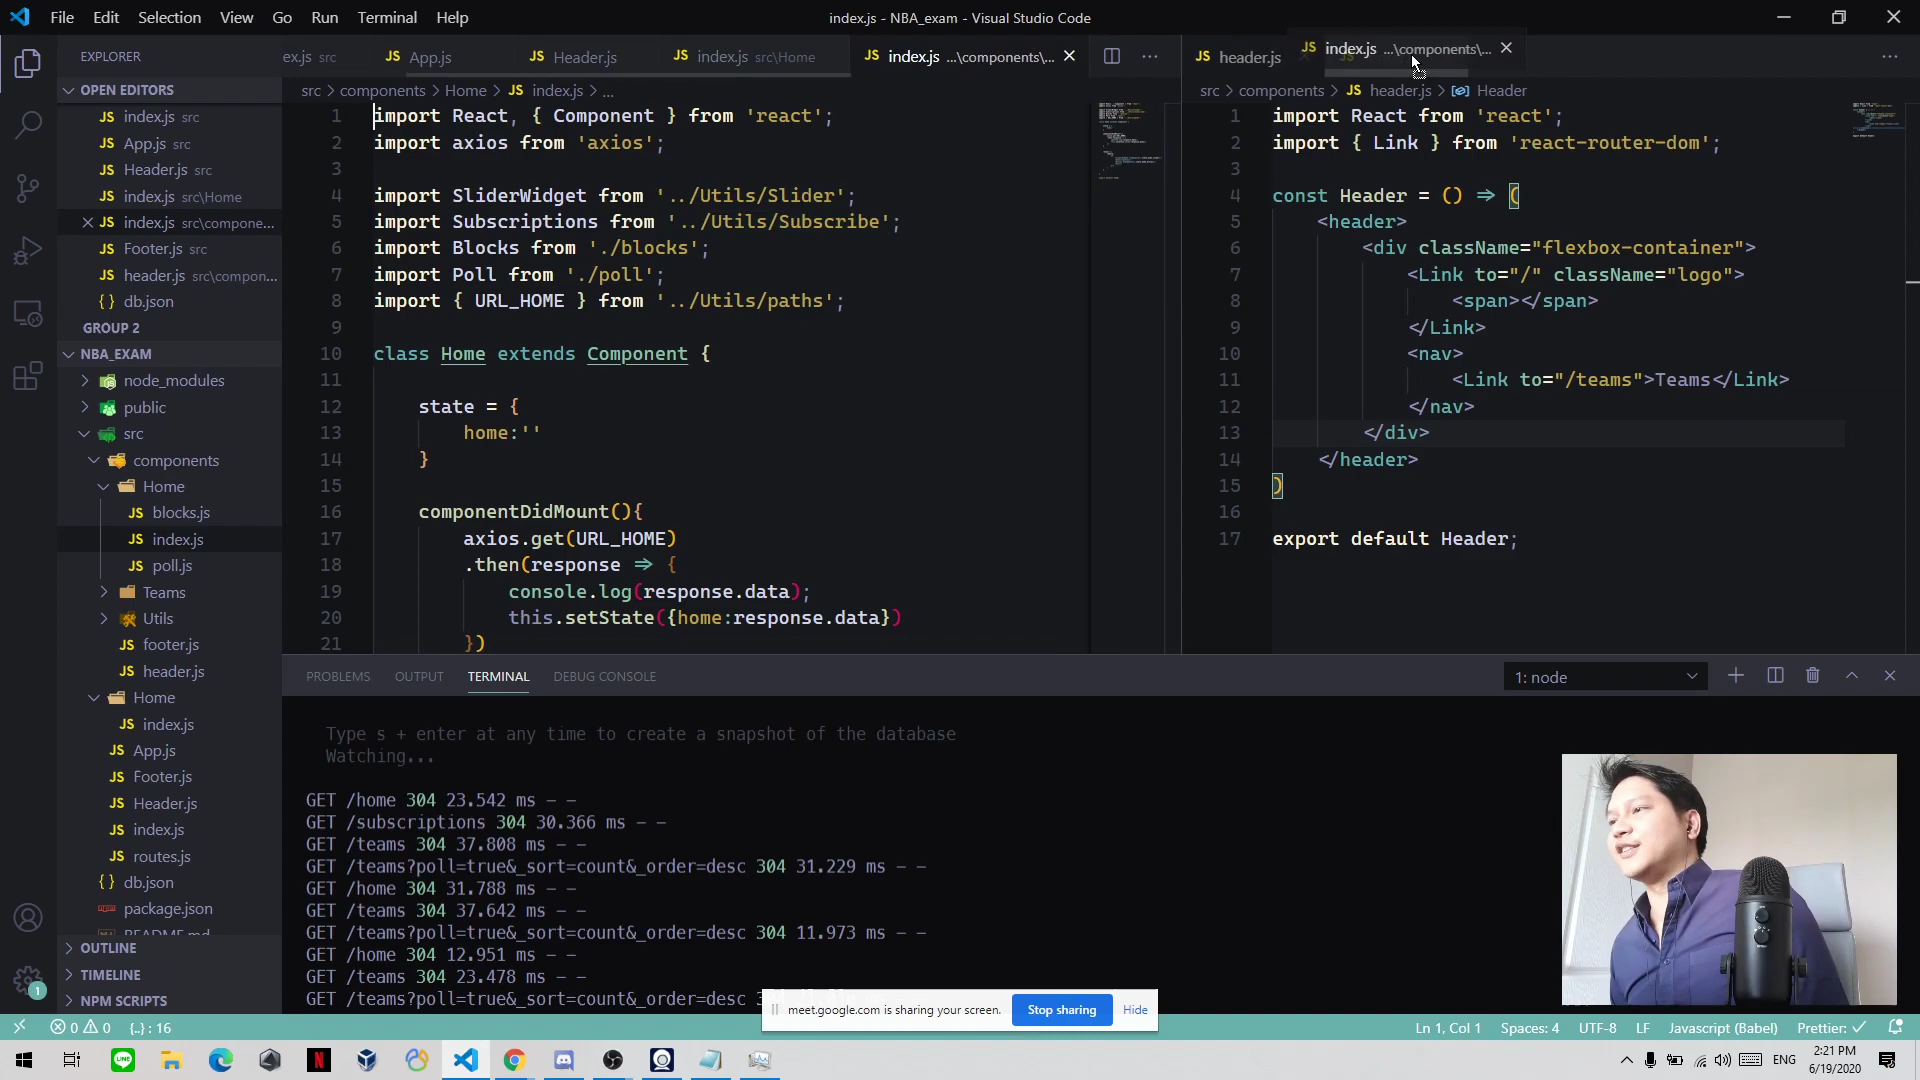 File Edit Selection View Go Run Terminal Help
index.js - NBA_exam - Visual Studio Code
EXPLORER
OPEN EDITORS
JS index.js src
JS App.js src
JS Header.js src
JS index.js src\Home
JS index.js src\compone...
JS Footer.js src
JS header.js src\compon...
{ } db.json
GROUP 2
NBA_EXAM
node_modules
public
src
components
Home
JS blocks.js
JS index.js
JS poll.js
Teams
Utils
JS footer.js
JS header.js
Home
JS index.js
JS App.js
JS Footer.js
JS Header.js
JS index.js
JS routes.js
{ } db.json
package.json
README.md
OUTLINE
TIMELINE
NPM SCRIPTS
ex.js src JS App.js JS Header.js JS index.js src\Home JS index.js ...\components\...
src > components > Home > JS index.js > ...
1 import React, { Component } from 'react';
2 import axios from 'axios';
3
4 import SliderWidget from '../Utils/Slider';
5 import Subscriptions from '../Utils/Subscribe';
6 import Blocks from './blocks';
7 import Poll from './poll';
8 import { URL_HOME } from '../Utils/paths';
9
10 class Home extends Component {
11
12 state = {
13 home:''
14 }
15
16 componentDidMount(){
17 axios.get(URL_HOME)
18 .then(response => {
19 console.log(response.data);
20 this.setState({home:response.data})
21 })
JS header.js JS index.js ...\components\...
src > components > JS header.js > Header
1 import React from 'react';
2 import { Link } from 'react-router-dom';
3
4 const Header = () => (
5 <header>
6 <div className="flexbox-container">
7 <Link to="/" className="logo">
8 <span></span>
9 </Link>
10 <nav>
11 <Link to="/teams">Teams</Link>
12 </nav>
13 </div>
14 </header>
15 )
16
17 export default Header;
PROBLEMS OUTPUT TERMINAL DEBUG CONSOLE 1: node
Type s + enter at any time to create a snapshot of the database
Watching...
GET /home 304 23.542 ms - -
GET /subscriptions 304 30.366 ms - -
GET /teams 304 37.808 ms - -
GET /teams?poll=true&_sort=count&_order=desc 304 31.229 ms - -
GET /home 304 31.788 ms - -
GET /teams 304 37.642 ms - -
GET /teams?poll=true&_sort=count&_order=desc 304 11.973 ms - -
GET /home 304 12.951 ms - -
GET /teams 304 23.478 ms - -
GET /teams?poll=true&_sort=count&_order=desc
meet.google.com is sharing your screen. Stop sharing Hide
0 0 {..} : 16
Ln 1, Col 1 Spaces: 4 UTF-8 LF Javascript (Babel) Prettier: ✓
1
LINE
N
ENG
2:21 PM
6/19/2020